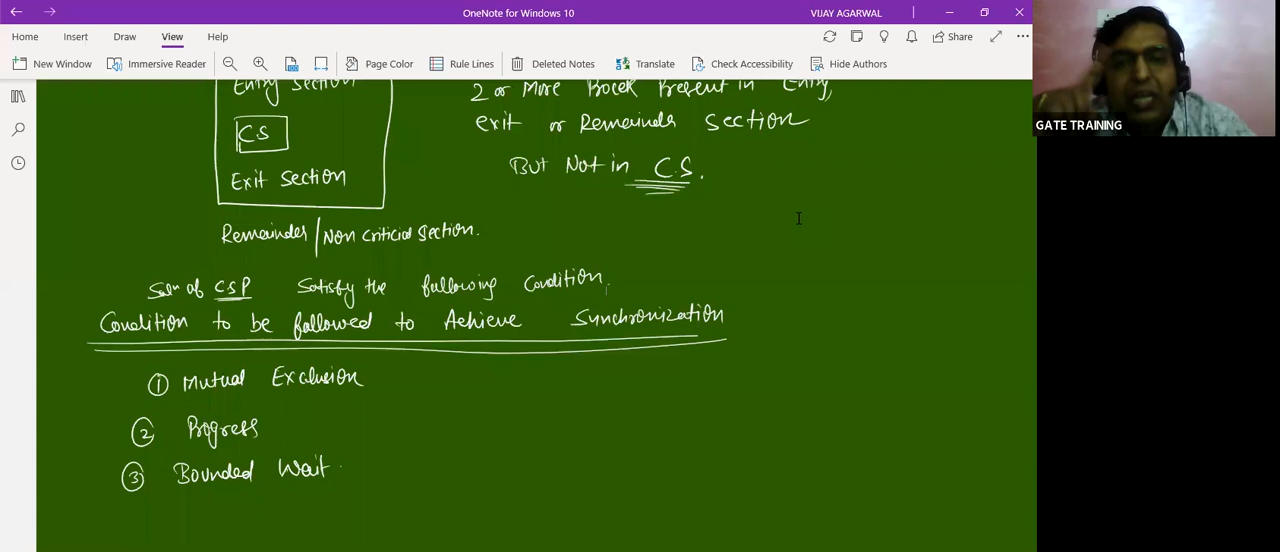 OneNote for Windows 10
VIJAY AGARWAL
Home Insert Draw View Help
Share
New Window Immersive Reader Page Color Rule Lines Deleted Notes Translate Check Accessibility Hide Authors
GATE TRAINING
Entry Section
2 or More Present in Entry,
CS
exit or Remainder Section
But Not in C.S.
Exit Section
Remainder/Non Critical Section.
Soln of CSP Satisfy the following Condition.
Condition to be followed to Achieve Synchronization
① Mutual Exclusion
② Progress
③ Bounded Wait